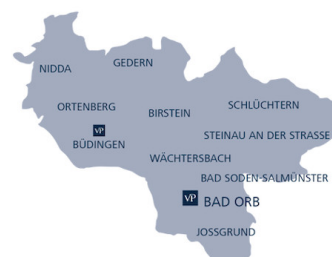 GEDERN
NIDDA
ORTENBERG
BIRSTEIN
SCHLÜCHTERN
VP
BÜDINGEN
STEINAU AN DER STRASSE
WÄCHTERSBACH
BAD SODEN-SALMÜNSTER
VP BAD ORB
JOSSGRUND